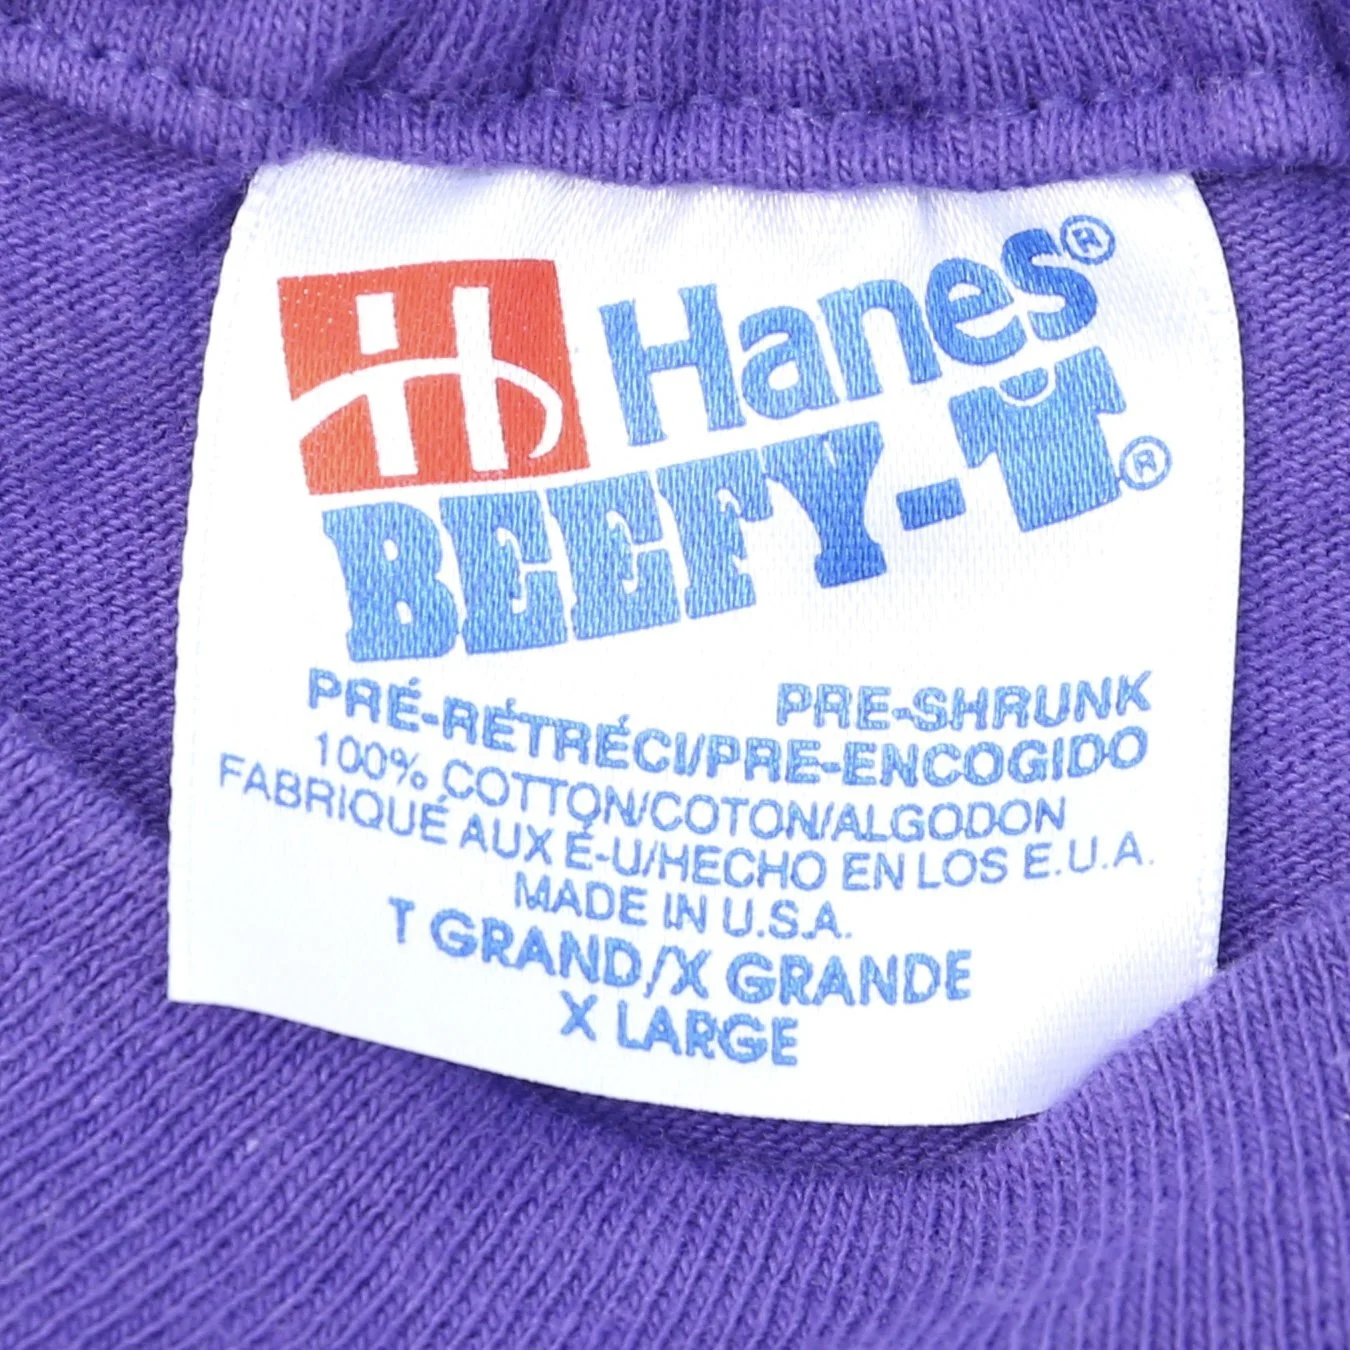 Hanes®
BEEFY-T®
PRE-SHRUNK
PRÉ-RÉTRÉCI/PRE-ENCOGIDO
100% COTTON/COTON/ALGODON
FABRIQUÉ AUX É-U/HECHO EN LOS E.U.A.
MADE IN U.S.A.
T GRAND/X GRANDE
X LARGE